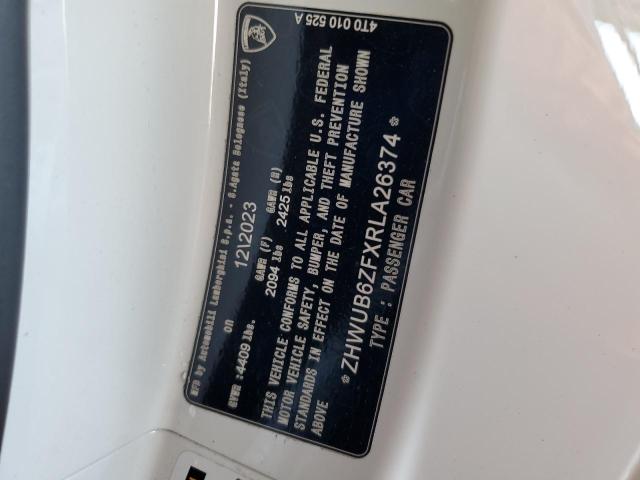 4T0 010 525 A
MFD by Automobili Lamborghini S.p.a. - S.Agata Bolognese (Italy)
on 12\2023
GVWR :4409 lbs. GAWR (F) 2094 lbs GAWR (R) 2425 lbs
THIS VEHICLE CONFORMS TO ALL APPLICABLE U.S. FEDERAL
MOTOR VEHICLE SAFETY, BUMPER, AND THEFT PREVENTION
STANDARDS IN EFFECT ON THE DATE OF MANUFACTURE SHOWN
ABOVE
* ZHWUB6ZFXRLA26374 *
TYPE : PASSENGER CAR